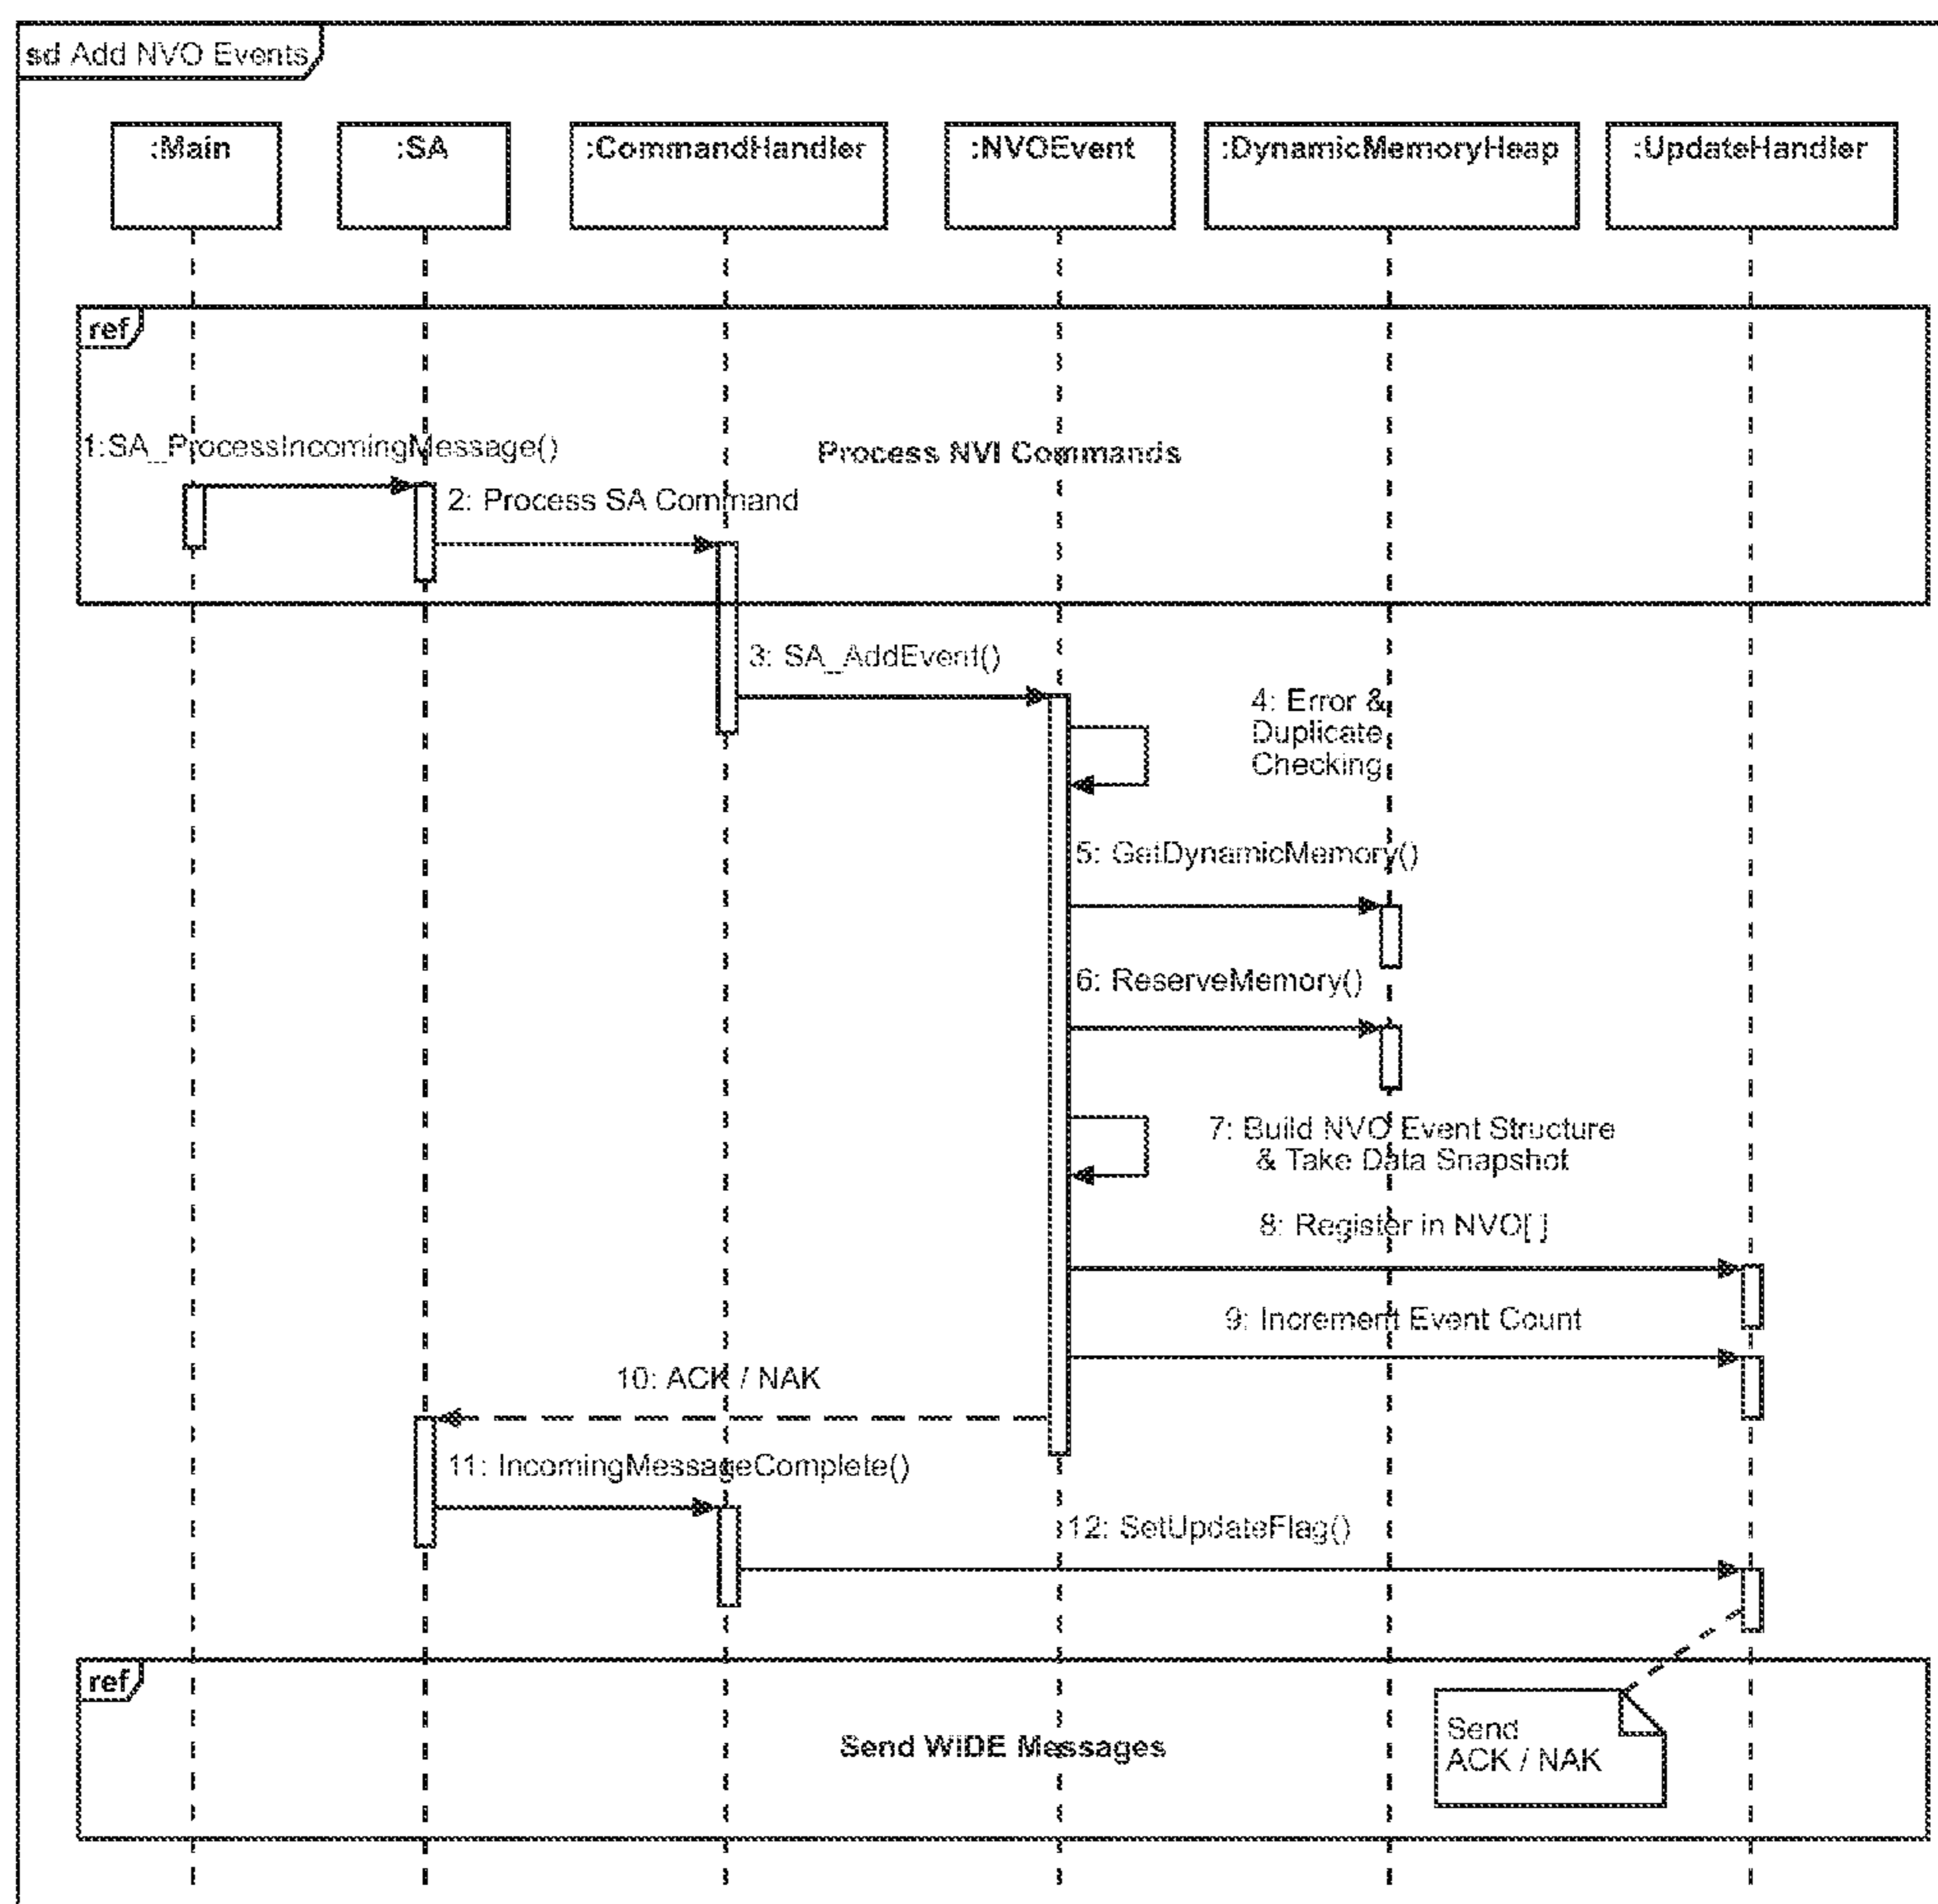 sd Add NVO Events
:Main :SA :CommandHandler :NVOEvent :DynamicMemoryHeap :UpdateHandler
ref
1:SA_ProcessIncomingMessage()
Process NVI Commands
2: Process SA Command
3: SA_AddEvent()
4: Error &
Duplicate
Checking
5: GetDynamicMemory()
6: ReserveMemory()
7: Build NVO Event Structure
& Take Data Snapshot
8: Register in NVO[ ]
9: Increment Event Count
10: ACK / NAK
11: IncomingMessageComplete()
12: SetUpdateFlag()
ref
Send WIDE Messages
Send
ACK / NAK